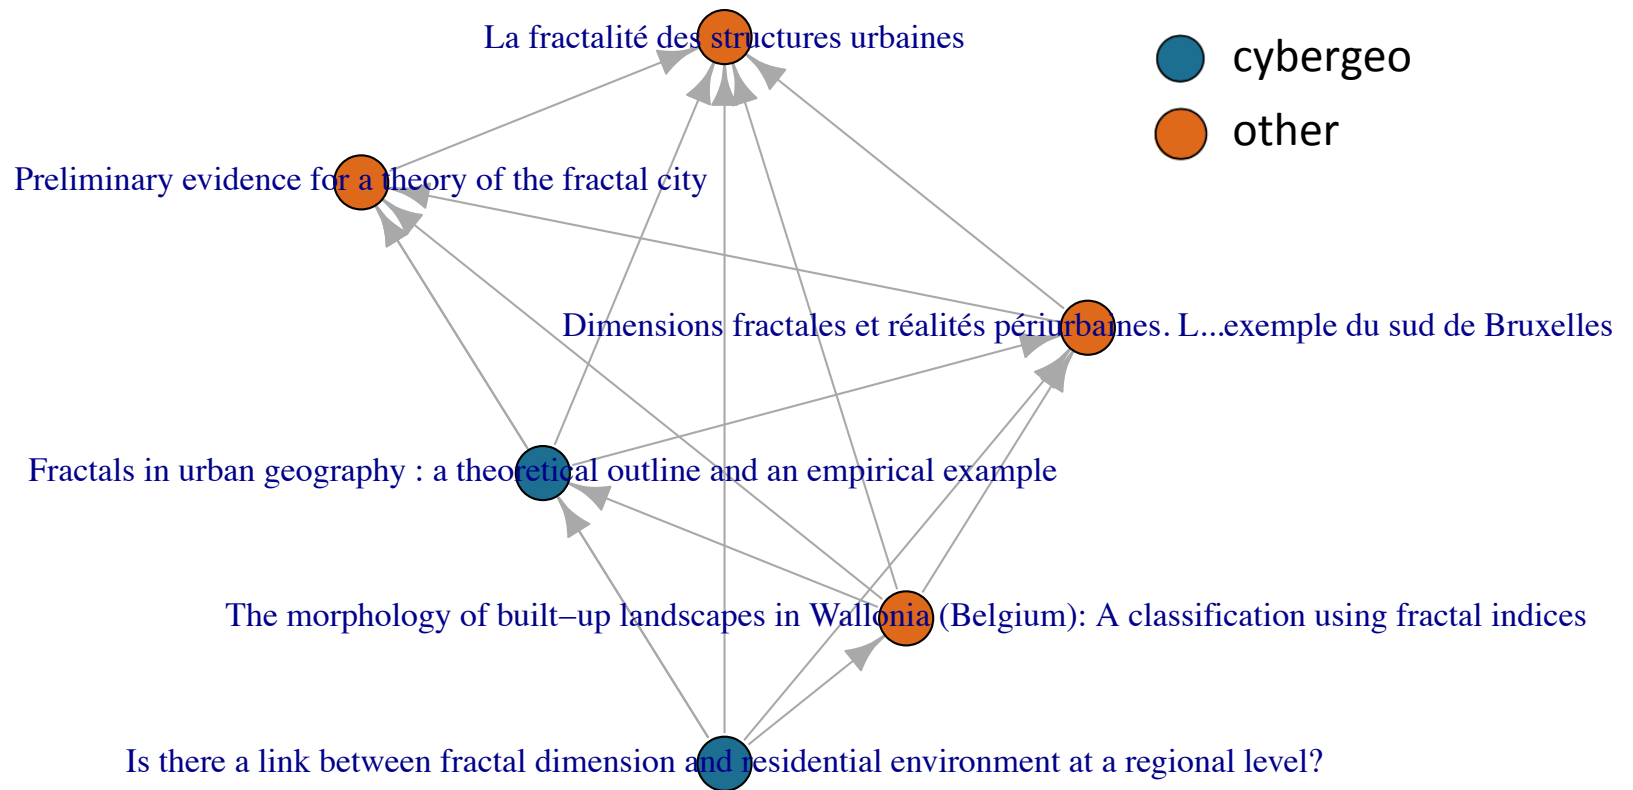 La fractalité des structures urbaines
cybergeo
other
Preliminary evidence for a theory of the fractal city
Dimensions fractales et réalités périurbaines. L...exemple du sud de Bruxelles
Fractals in urban geography : a theoretical outline and an empirical example
The morphology of built−up landscapes in Wallonia (Belgium): A classification using fractal indices
Is there a link between fractal dimension and residential environment at a regional level?